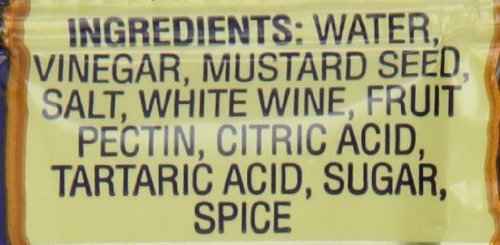 INGREDIENTS: WATER,
VINEGAR, MUSTARD SEED,
SALT, WHITE WINE, FRUIT
PECTIN, CITRIC ACID,
TARTARIC ACID, SUGAR,
SPICE